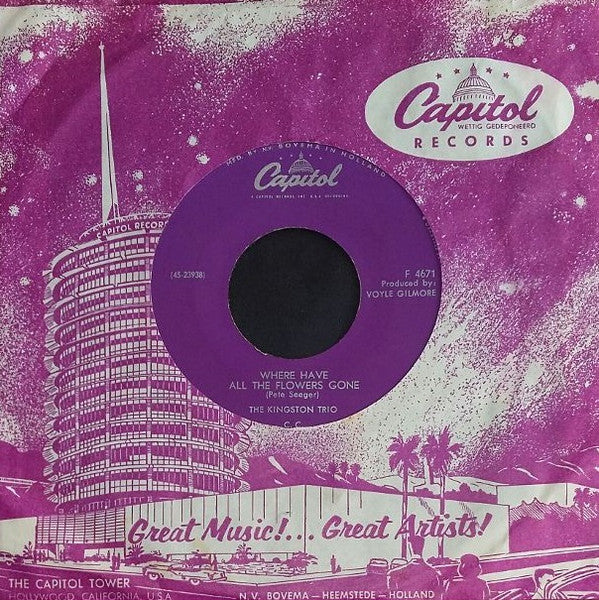 Capitol
WETTIG GEDEPONEERD
RECORDS
CAPITOL RECORDS
MFD. BY N.V. BOVEMA IN HOLLAND
Capitol
(45-23938)
F 4671
Produced by:
VOYLE GILMORE
WHERE HAVE
ALL THE FLOWERS GONE
(Pete Seeger)
THE KINGSTON TRIO
C C
Great Music!... Great Artists!
THE CAPITOL TOWER
HOLLYWOOD, CALIFORNIA, U.S.A.
N.V. BOVEMA — HEEMSTEDE — HOLLAND